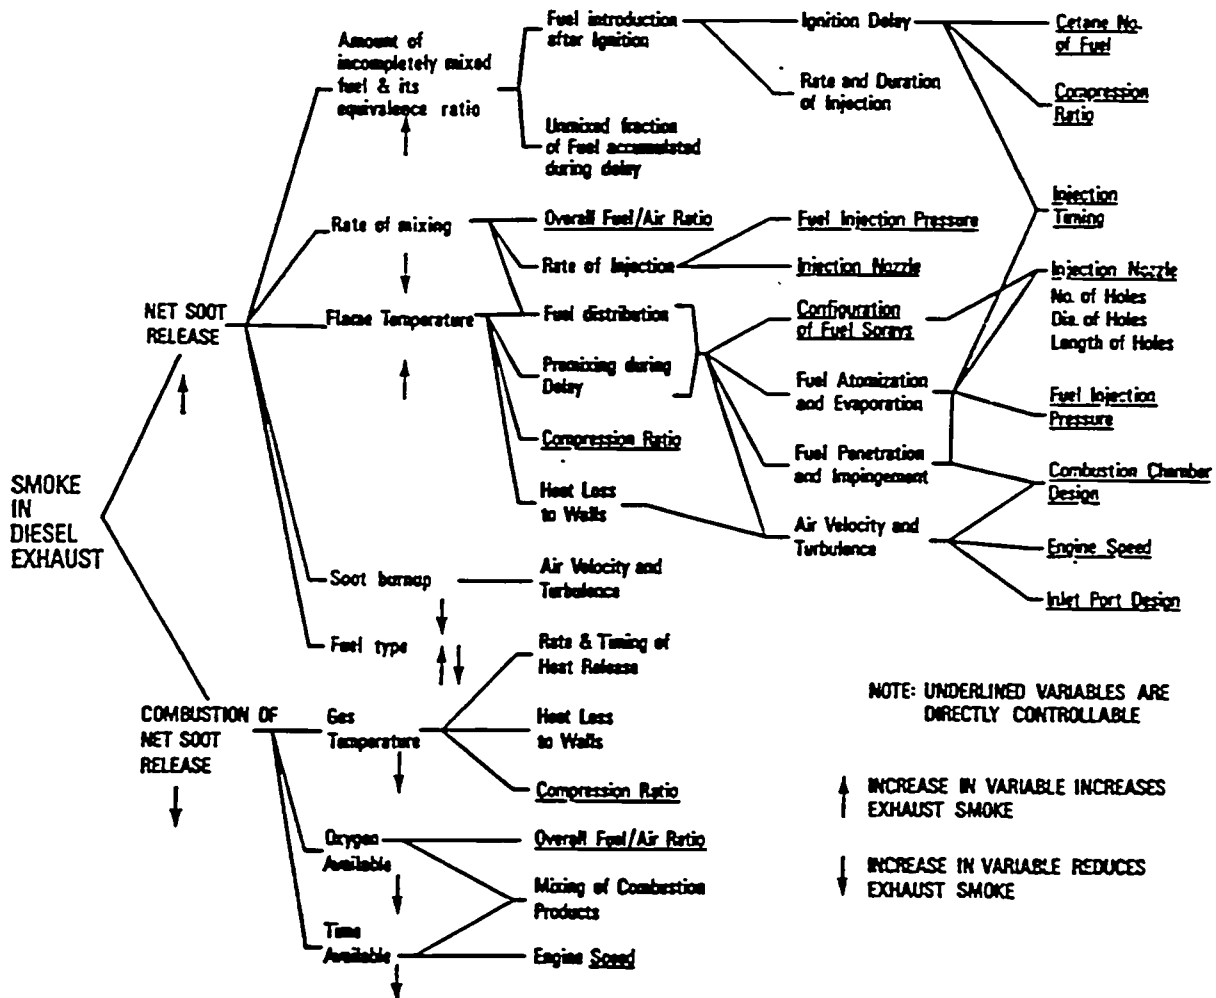 SMOKE
IN
DIESEL
EXHAUST
NET SOOT
RELEASE
COMBUSTION OF
NET SOOT
RELEASE
Amount of
incompletely mixed
fuel & its
equivalence ratio
Rate of mixing
Flame Temperature
Soot burnup
Fuel type
Gas
Temperature
Oxygen
Available
Time
Available
Fuel introduction
after Ignition
Unmixed fraction
of Fuel accumulated
during delay
Overall Fuel/Air Ratio
Rate of Injection
Fuel distribution
Premixing during
Delay
Compression Ratio
Heat Loss
to Walls
Air Velocity and
Turbulence
Rate & Timing of
Heat Release
Heat Loss
to Walls
Compression Ratio
Overall Fuel/Air Ratio
Mixing of Combustion
Products
Engine Speed
Ignition Delay
Rate and Duration
of Injection
Fuel Injection Pressure
Injection Nozzle
Configuration
of Fuel Sprays
Fuel Atomization
and Evaporation
Fuel Penetration
and Impingement
Air Velocity and
Turbulence
Cetane No.
of Fuel
Compression
Ratio
Injection
Timing
Injection Nozzle
No. of Holes
Dia. of Holes
Length of Holes
Fuel Injection
Pressure
Combustion Chamber
Design
Engine Speed
Inlet Port Design
NOTE: UNDERLINED VARIABLES ARE
DIRECTLY CONTROLLABLE
INCREASE IN VARIABLE INCREASES
EXHAUST SMOKE
INCREASE IN VARIABLE REDUCES
EXHAUST SMOKE